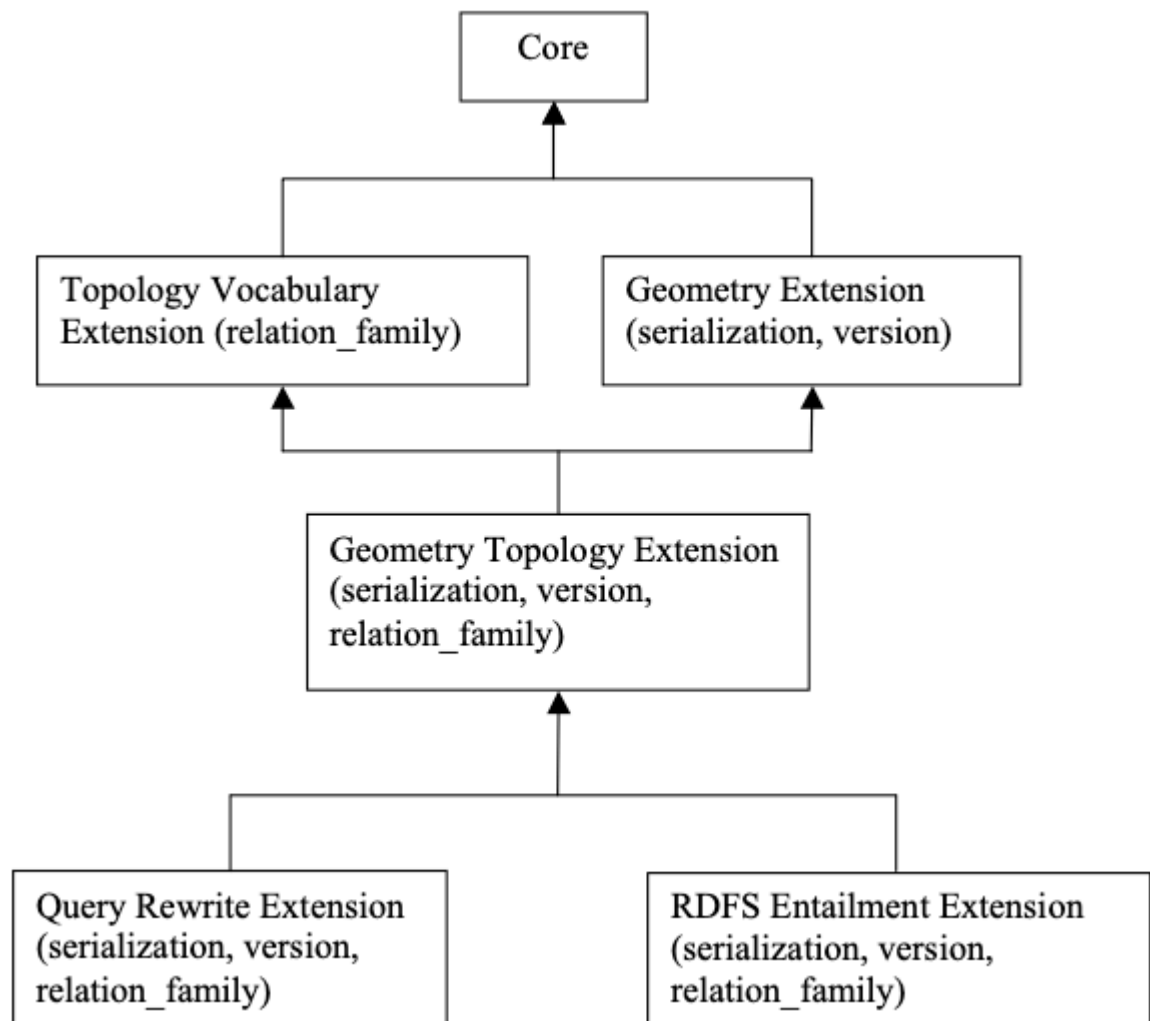 Core
Topology Vocabulary
Extension (relation_family)
Geometry Extension
(serialization, version)
Geometry Topology Extension
(serialization, version,
relation_family)
Query Rewrite Extension
(serialization, version,
relation_family)
RDFS Entailment Extension
(serialization, version,
relation_family)